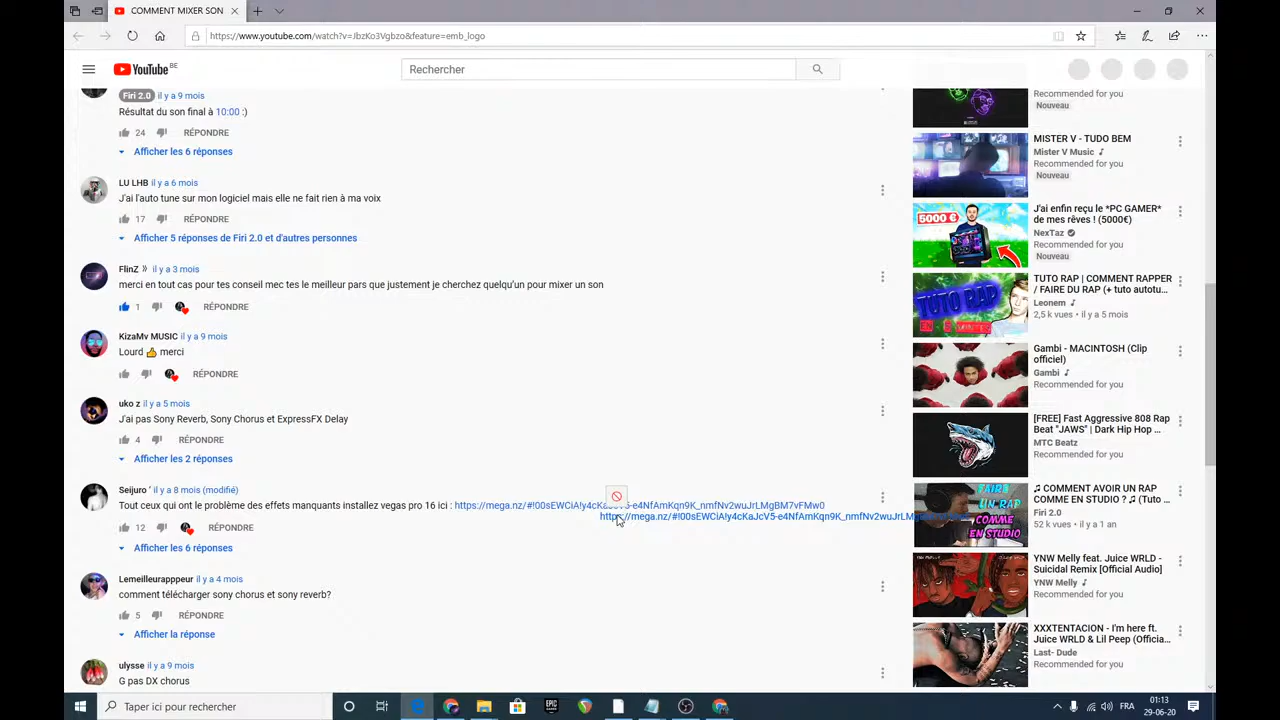 COMMENT MIXER SON
https://www.youtube.com/watch?v=JbzKo3Vgbzo&feature=emb_logo
YouTube BE
Rechercher
Firi 2.0 il y a 9 mois
Résultat du son final à 10:00 :)
24 RÉPONDRE
Afficher les 6 réponses
LU LHB il y a 6 mois
J'ai l'auto tune sur mon logiciel mais elle ne fait rien à ma voix
17 RÉPONDRE
Afficher 5 réponses de Firi 2.0 et d'autres personnes
FlinZ il y a 3 mois
merci en tout cas pour tes conseil mec tes le meilleur pars que justement je cherchez quelqu'un pour mixer un son
1 RÉPONDRE
KizaMv MUSIC il y a 9 mois
Lourd 👍 merci
RÉPONDRE
uko z il y a 5 mois
J'ai pas Sony Reverb, Sony Chorus et ExpressFX Delay
4 RÉPONDRE
Afficher les 2 réponses
Seijuro ' il y a 8 mois (modifié)
Tout ceux qui ont le problème des effets manquants installez vegas pro 16 ici :
12 RÉPONDRE
Afficher les 6 réponses
Lemeilleurapppeur il y a 4 mois
comment télécharger sony chorus et sony reverb?
5 RÉPONDRE
Afficher la réponse
ulysse il y a 9 mois
G pas DX chorus
Recommended for you
Nouveau
MISTER V - TUDO BEM
Mister V Music
Recommended for you
Nouveau
5000 €
J'ai enfin reçu le *PC GAMER*
de mes rêves ! (5000€)
NexTaz
Recommended for you
Nouveau
TUTO RAP
EN 5 MINUTES
TUTO RAP | COMMENT RAPPER
/ FAIRE DU RAP (+ tuto autotu...
Leonem
2,5 k vues • il y a 5 mois
Gambi - MACINTOSH (Clip
officiel)
Gambi
Recommended for you
[FREE] Fast Aggressive 808 Rap
Beat "JAWS" | Dark Hip Hop ...
MTC Beatz
Recommended for you
FAIRE
UN RAP
COMME
EN STUDIO
♫ COMMENT AVOIR UN RAP
COMME EN STUDIO ? ♫ (Tuto ...
Firi 2.0
52 k vues • il y a 1 an
YNW Melly feat. Juice WRLD -
Suicidal Remix [Official Audio]
YNW Melly
Recommended for you
XXXTENTACION - I'm here ft.
Juice WRLD & Lil Peep (Officia...
Last- Dude
Recommended for you
Taper ici pour rechercher
EPIC
FRA
01:13
29-06-20